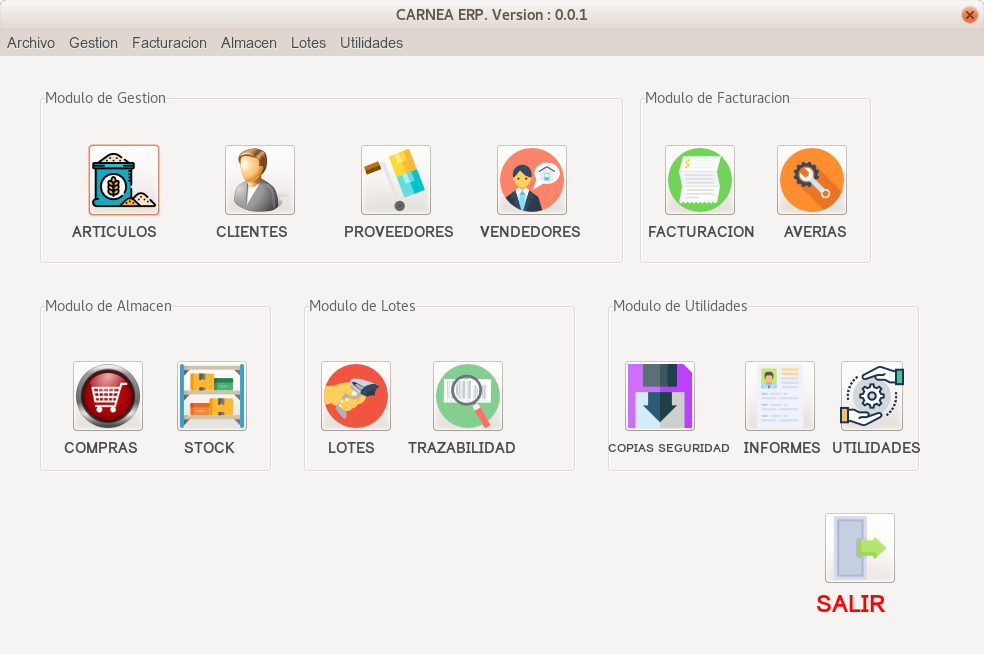 CARNEA ERP. Version : 0.0.1
Archivo Gestion Facturacion Almacen Lotes Utilidades
Modulo de Gestion
ARTICULOS CLIENTES PROVEEDORES VENDEDORES
Modulo de Facturacion
FACTURACION AVERIAS
Modulo de Almacen
COMPRAS STOCK
Modulo de Lotes
LOTES TRAZABILIDAD
Modulo de Utilidades
COPIAS SEGURIDAD INFORMES UTILIDADES
SALIR